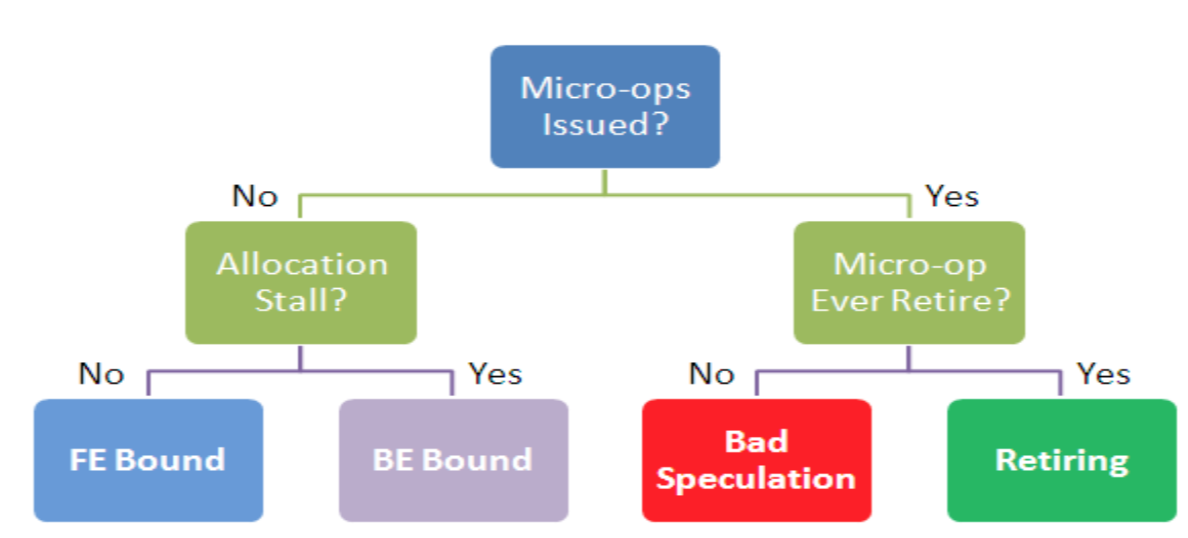 Micro-ops
Issued?
No
Yes
Allocation
Stall?
Micro-op
Ever Retire?
No
Yes
No
Yes
FE Bound
BE Bound
Bad
Speculation
Retiring